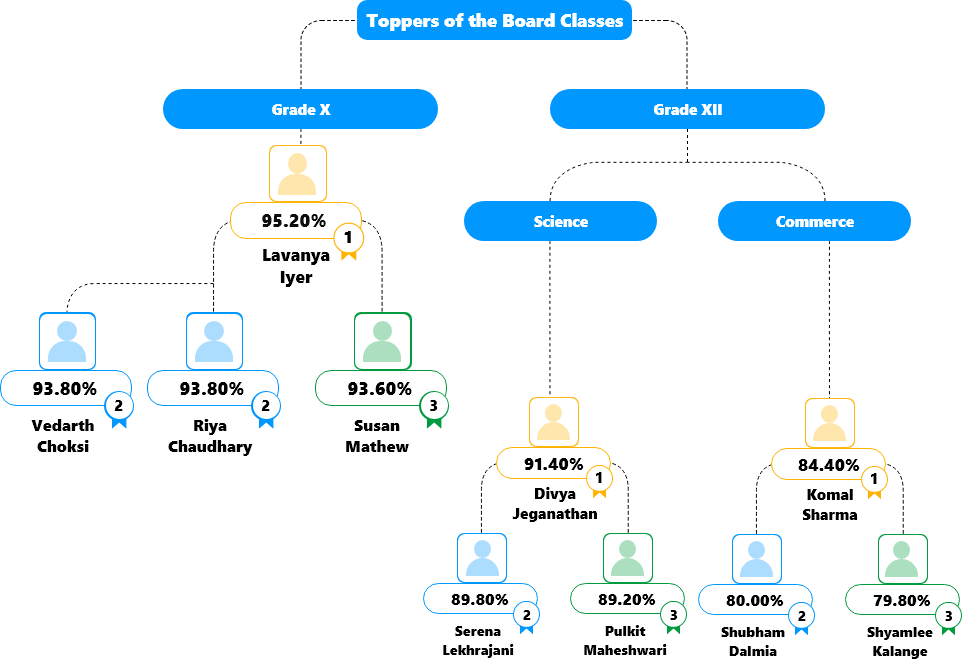 Toppers of the Board Classes
Grade X
Grade XII
95.20%
1
Lavanya
Iyer
Science
Commerce
93.80%
2
Vedarth
Choksi
93.80%
2
Riya
Chaudhary
93.60%
3
Susan
Mathew
91.40%
1
Divya
Jeganathan
84.40%
1
Komal
Sharma
89.80%
2
Serena
Lekhrajani
89.20%
3
Pulkit
Maheshwari
80.00%
2
Shubham
Dalmia
79.80%
3
Shyamlee
Kalange